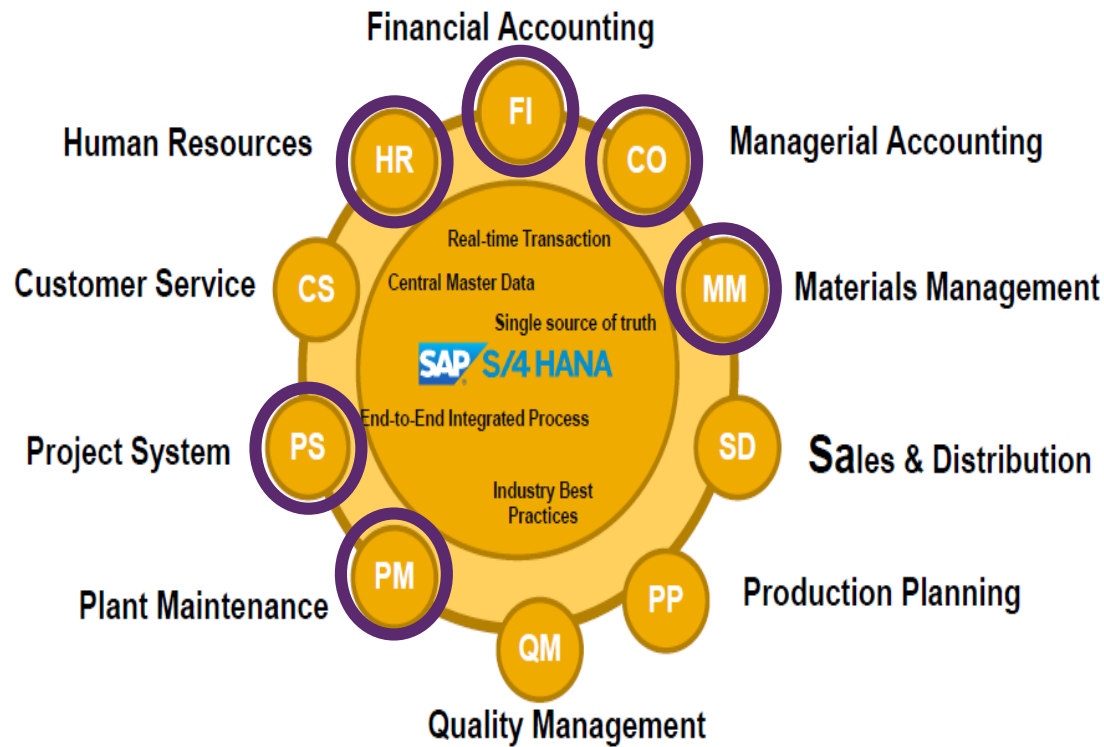 Financial Accounting
FI
Human Resources
HR
CO
Managerial Accounting
Real-time Transaction
Customer Service
CS
Central Master Data
MM
Materials Management
Single source of truth
SAP S/4HANA
End-to-End Integrated Process
Project System
PS
SD
Sales & Distribution
Industry Best
Practices
PM
Plant Maintenance
PP
Production Planning
QM
Quality Management